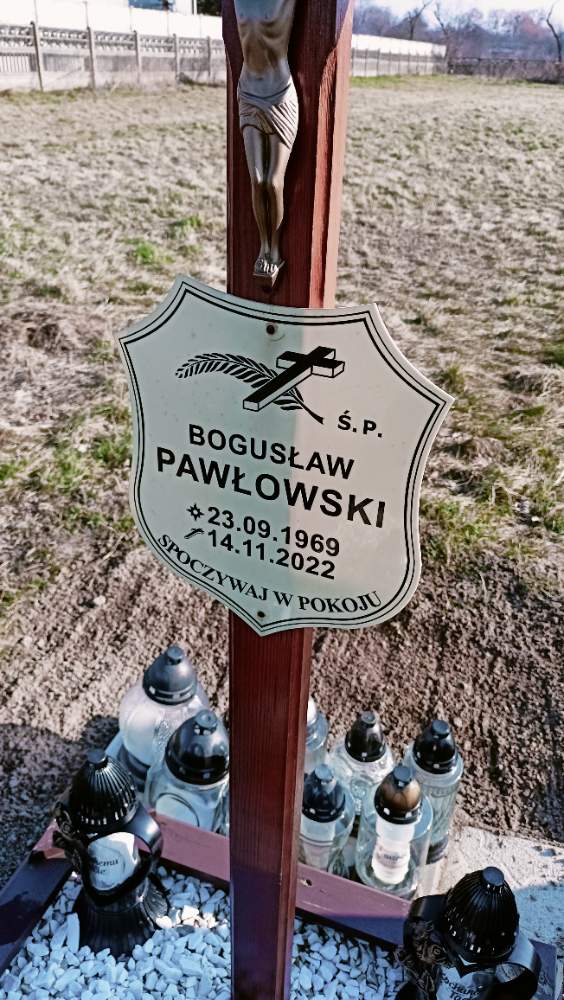 Ś.P.
BOGUSŁAW
PAWŁOWSKI
23.09.1969
14.11.2022
SPOCZYWAJ W POKOJU